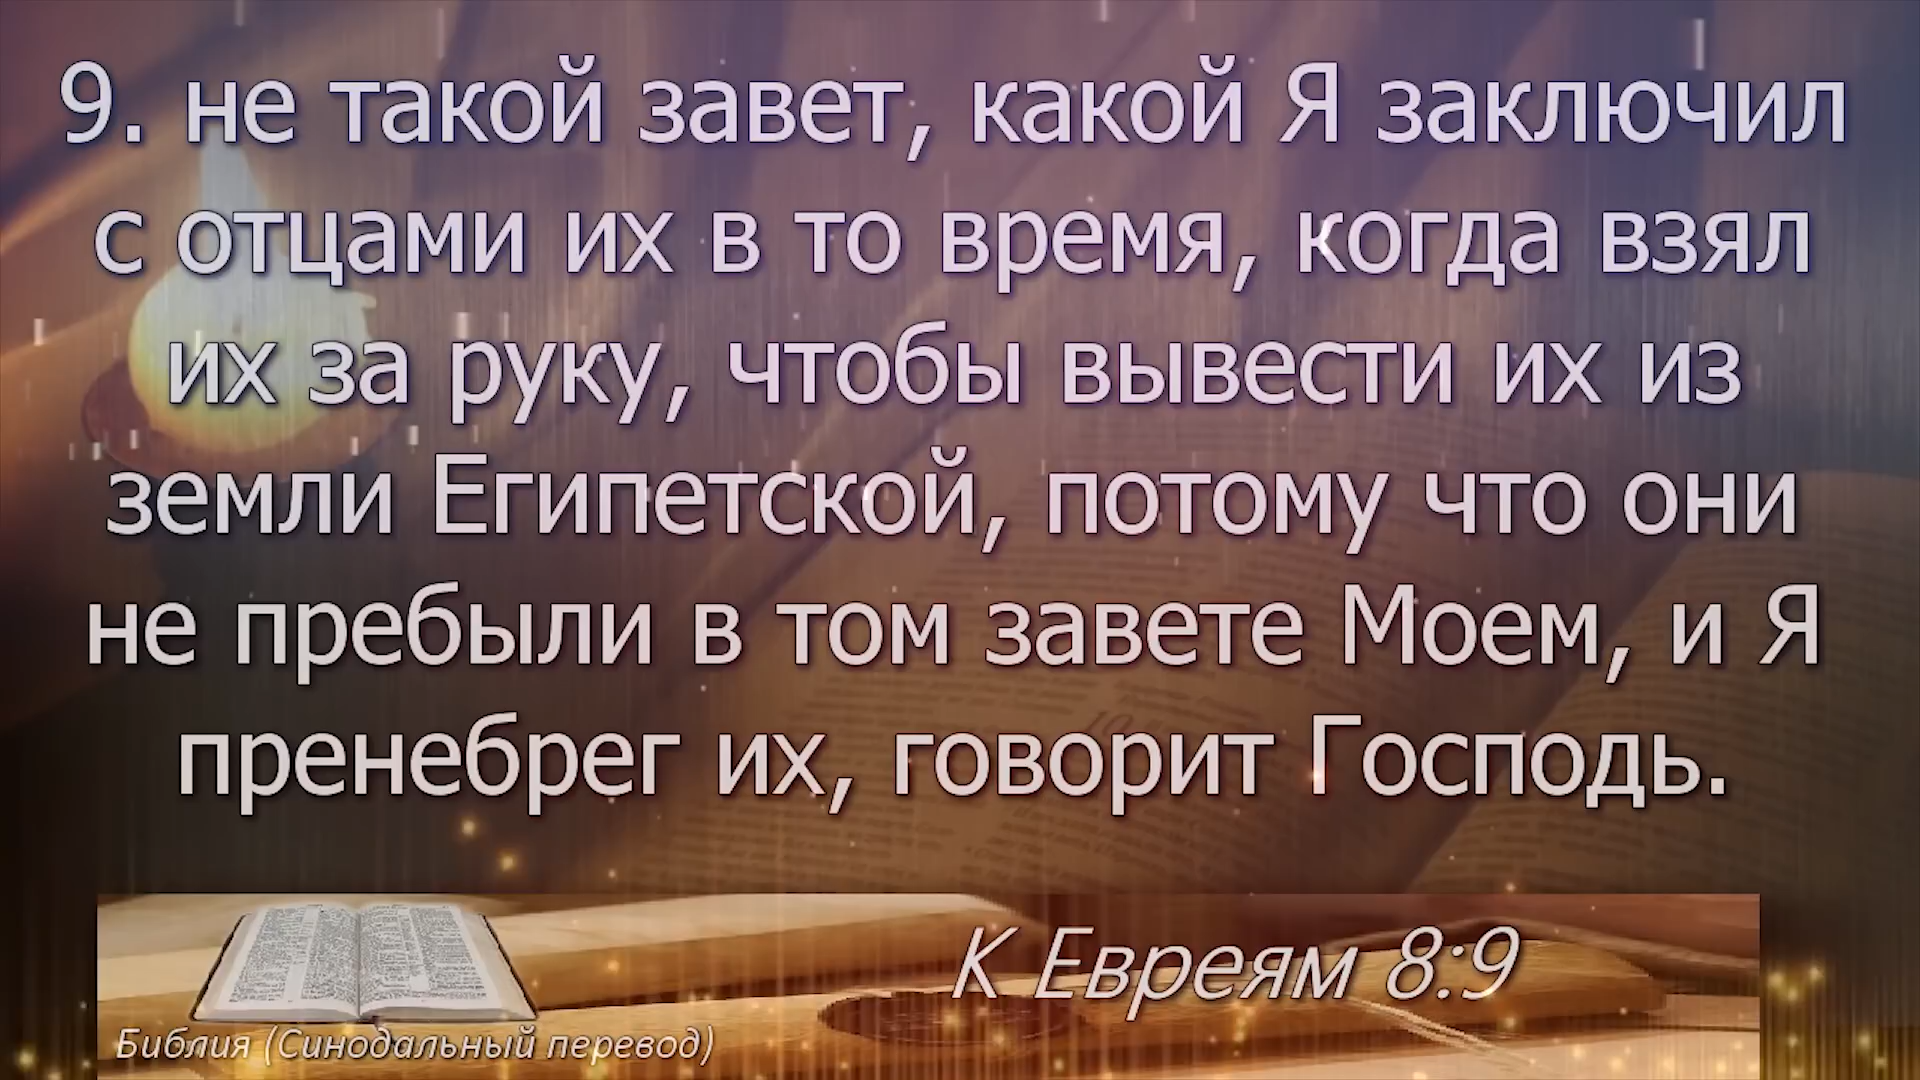 9. не такой завет, какой Я заключил
с отцами их в то время, когда взял
их за руку, чтобы вывести их из
земли Египетской, потому что они
не пребыли в том завете Моем, и Я
пренебрег их, говорит Господь.
К Евреям 8:9
Библия (Синодальный перевод)